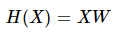 H(X) = XW